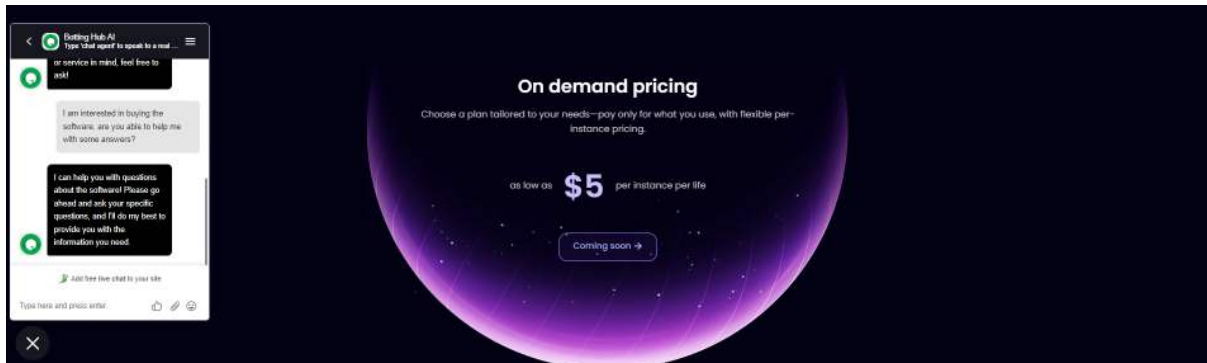 Botting Hub AI
Type 'chat agent' to speak to a real ...
or service in mind, feel free to
ask!
I am interested in buying the
software, are you able to help me
with some answers?
I can help you with questions
about the software! Please go
ahead and ask your specific
questions, and I'll do my best to
provide you with the
information you need.
Add free live chat to your site
Type here and press enter.
On demand pricing
Choose a plan tailored to your needs—pay only for what you use, with flexible per-
instance pricing.
as low as $5 per instance per life
Coming soon →